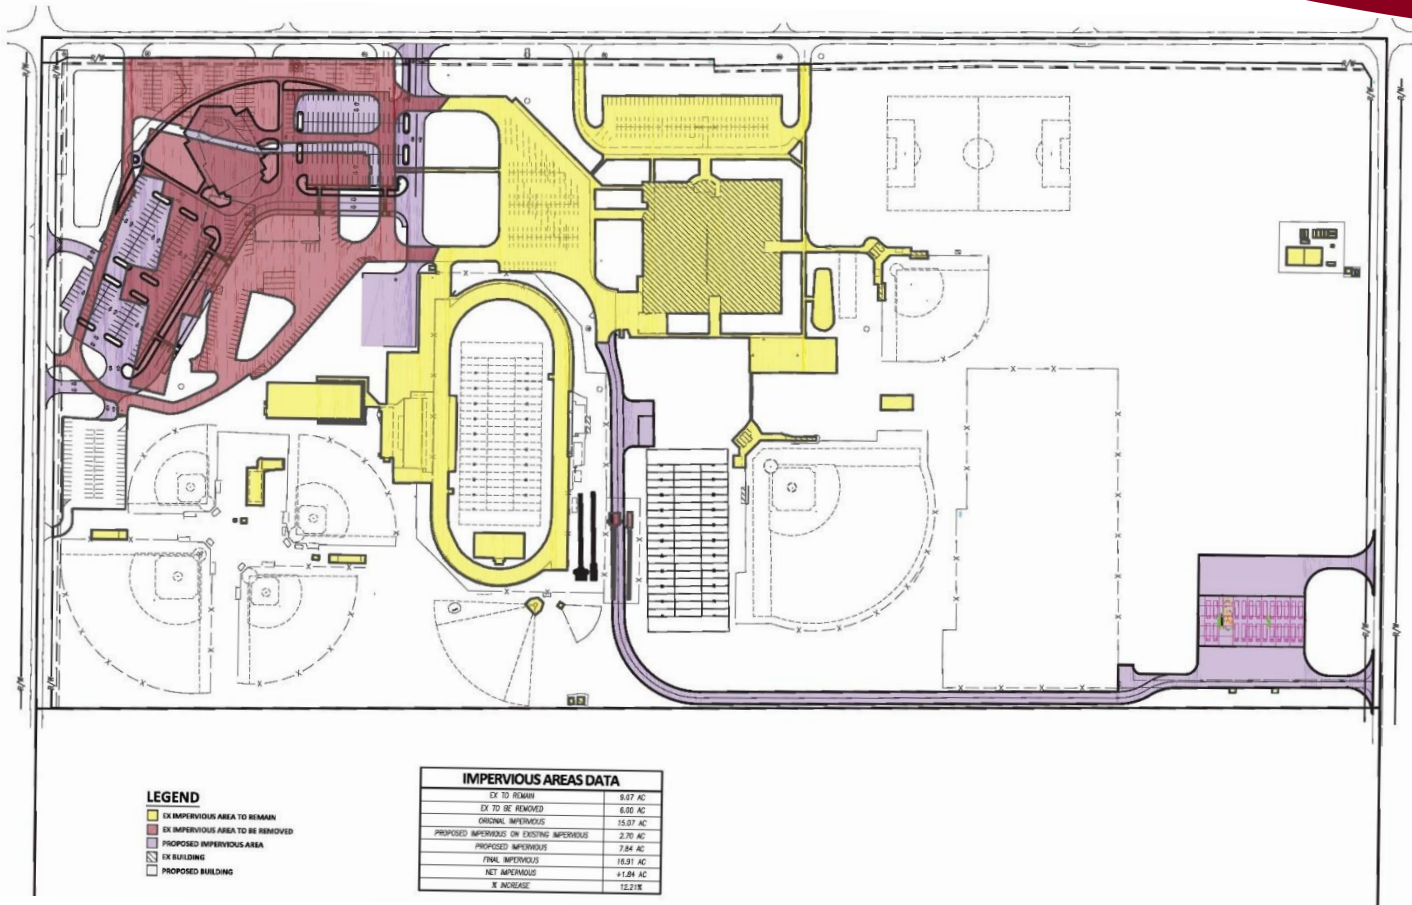 LEGEND
EX IMPERVIOUS AREA TO REMAIN
EX IMPERVIOUS AREA TO BE REMOVED
PROPOSED IMPERVIOUS AREA
EX BUILDING
PROPOSED BUILDING
IMPERVIOUS AREAS DATA
EX TO REMAIN 9.07 AC
EX TO BE REMOVED 6.00 AC
ORIGINAL IMPERVIOUS 15.07 AC
PROPOSED IMPERVIOUS ON EXISTING IMPERVIOUS 2.70 AC
PROPOSED IMPERVIOUS 7.84 AC
FINAL IMPERVIOUS 16.91 AC
NET IMPERVIOUS +1.84 AC
% INCREASE 12.21%